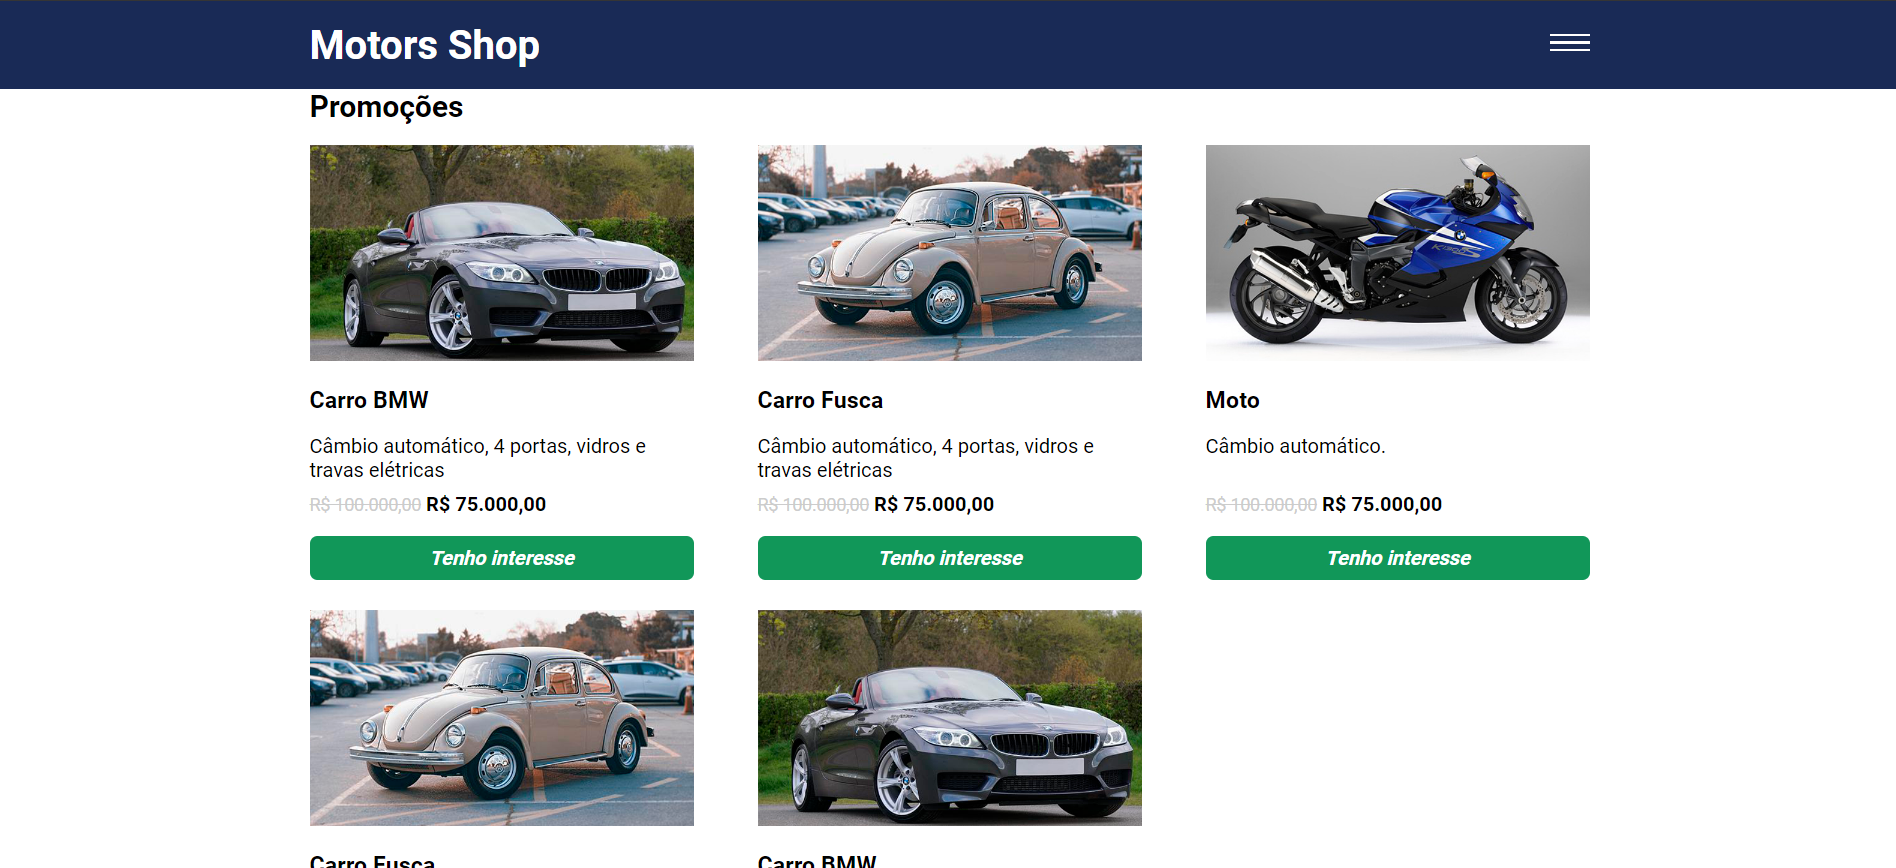 Motors Shop
Promoções
Carro BMW
Câmbio automático, 4 portas, vidros e
travas elétricas
R$ 100.000,00 R$ 75.000,00
Tenho interesse
Carro Fusca
Câmbio automático, 4 portas, vidros e
travas elétricas
R$ 100.000,00 R$ 75.000,00
Tenho interesse
Moto
Câmbio automático.
R$ 100.000,00 R$ 75.000,00
Tenho interesse
Carro Fusca
Carro BMW